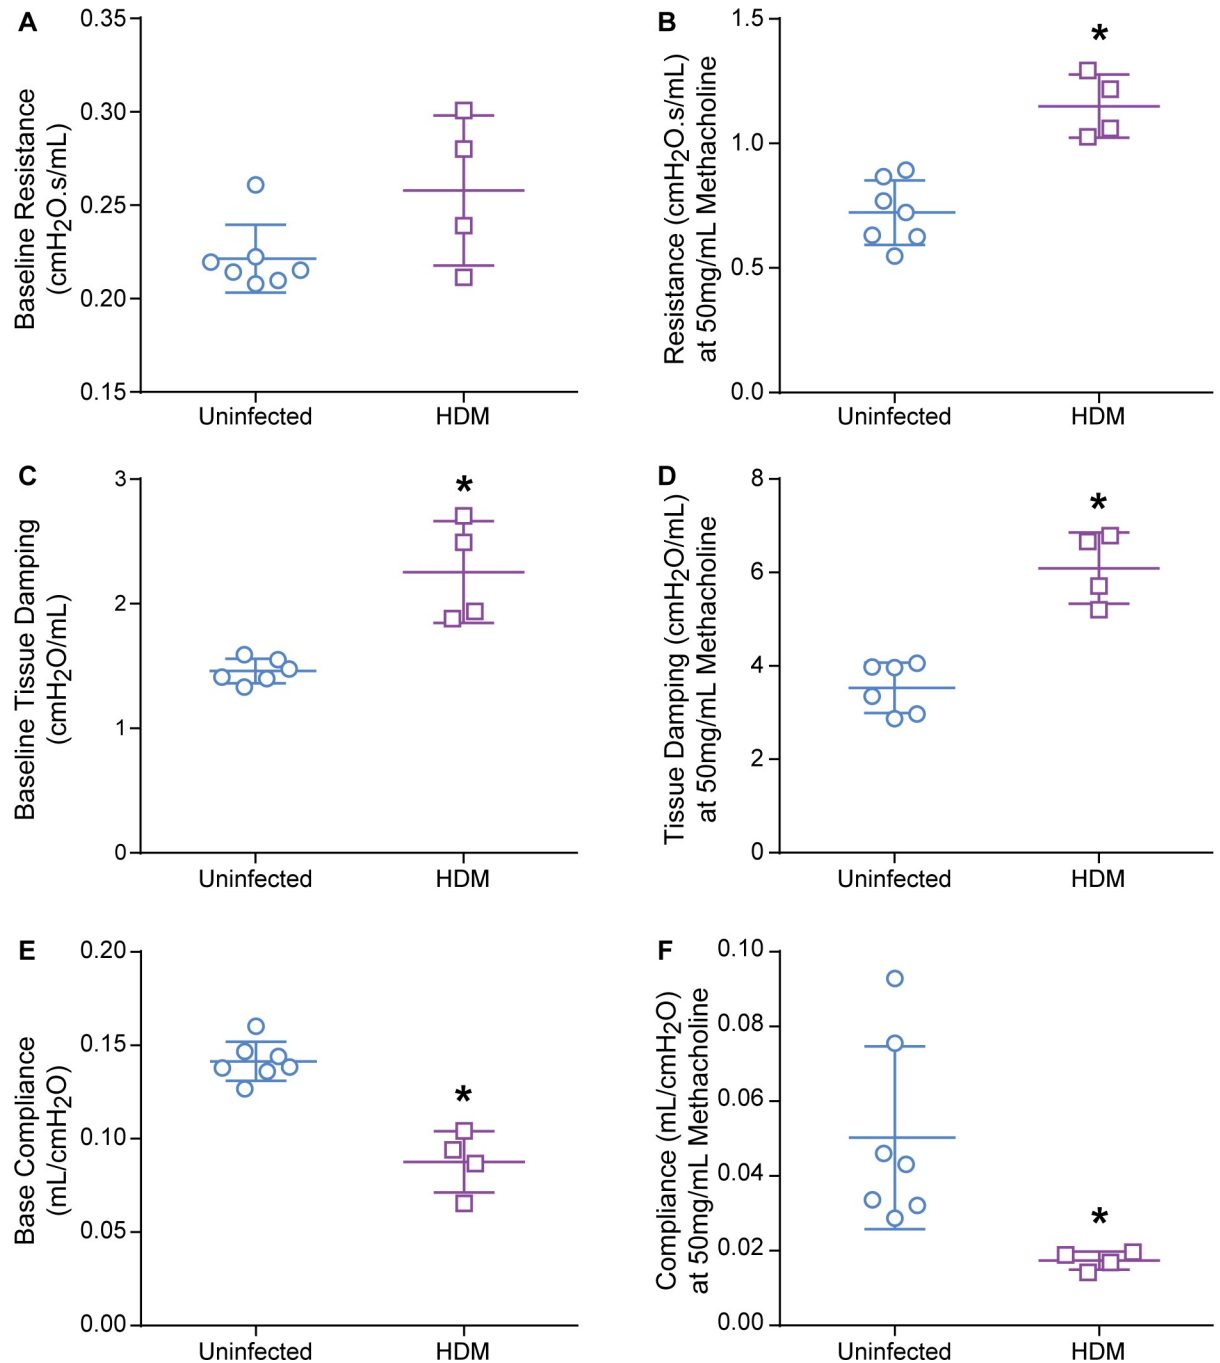 A
Baseline Resistance
(cmH2O.s/mL)
0.35
0.30
0.25
0.20
0.15
Uninfected
HDM
B
Resistance (cmH2O.s/mL)
at 50mg/mL Methacholine
1.5
1.0
0.5
0.0
*
Uninfected
HDM
C
Baseline Tissue Damping
(cmH2O/mL)
3
2
1
0
*
Uninfected
HDM
D
Tissue Damping (cmH2O/mL)
at 50mg/mL Methacholine
8
6
4
2
0
*
Uninfected
HDM
E
Base Compliance
(mL/cmH2O)
0.20
0.15
0.10
0.05
0.00
*
Uninfected
HDM
F
Compliance (mL/cmH2O)
at 50mg/mL Methacholine
0.10
0.08
0.06
0.04
0.02
0.00
*
Uninfected
HDM